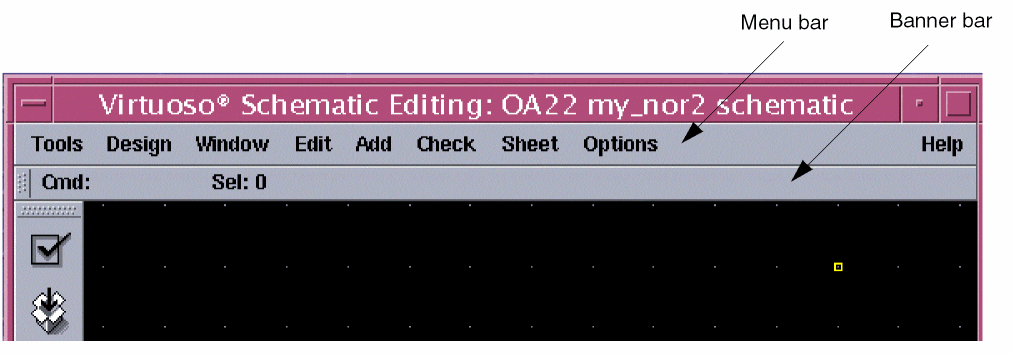 Menu bar
Banner bar
Virtuoso® Schematic Editing: OA22 my_nor2 schematic
Tools Design Window Edit Add Check Sheet Options Help
Cmd: Sel: 0